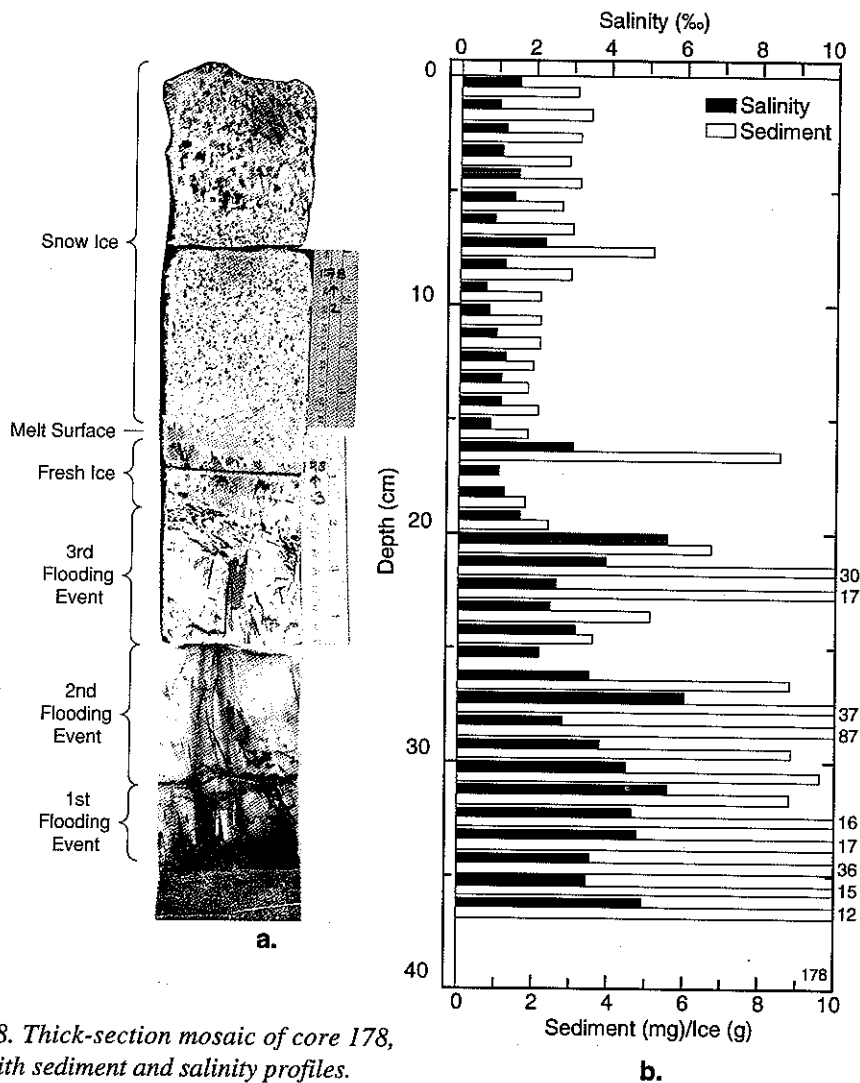 Salinity (‰)
0 2 4 6 8 10
0
10
20
30
40
Depth (cm)
Salinity
Sediment
30
17
37
87
16
17
36
15
12
178
0 2 4 6 8 10
Sediment (mg)/Ice (g)
b.
Snow Ice
Melt Surface
Fresh Ice
3rd
Flooding
Event
2nd
Flooding
Event
1st
Flooding
Event
178
2
3
a.
8. Thick-section mosaic of core 178,
ith sediment and salinity profiles.